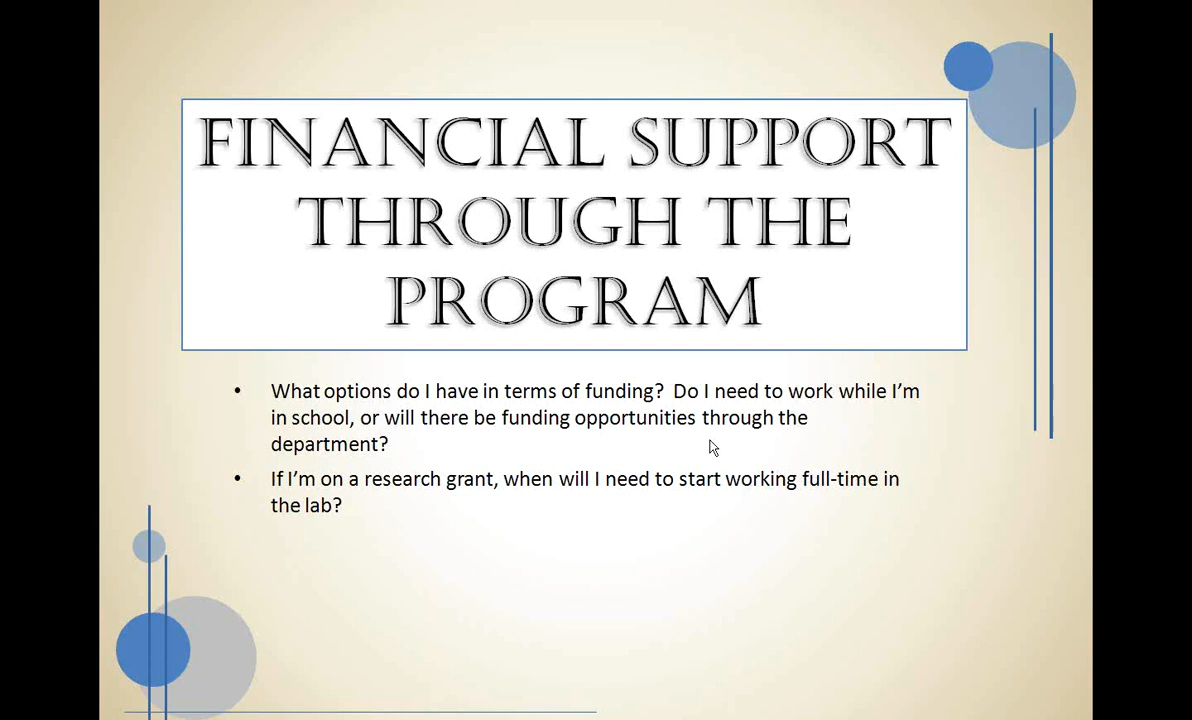 FINANCIAL SUPPORT
THROUGH THE
PROGRAM
• What options do I have in terms of funding?  Do I need to work while I’m
in school, or will there be funding opportunities through the
department?
• If I’m on a research grant, when will I need to start working full-time in
the lab?